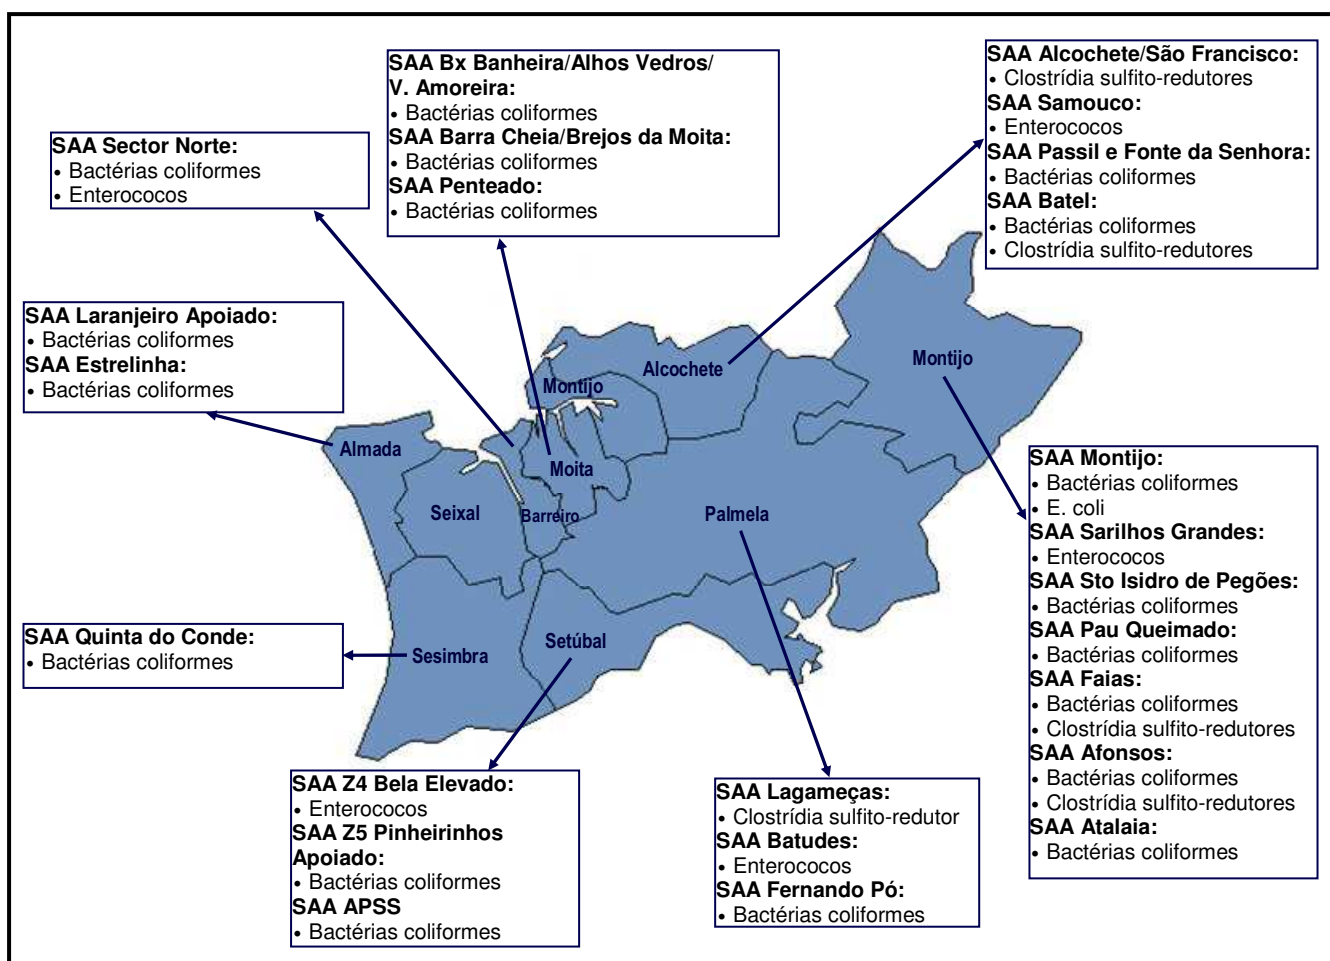 SAA Bx Banheira/Alhos Vedros/
V. Amoreira:
• Bactérias coliformes
SAA Barra Cheia/Brejos da Moita:
• Bactérias coliformes
SAA Penteado:
• Bactérias coliformes
SAA Alcochete/São Francisco:
• Clostrídia sulfito-redutores
SAA Samouco:
• Enterococos
SAA Passil e Fonte da Senhora:
• Bactérias coliformes
SAA Batel:
• Bactérias coliformes
• Clostrídia sulfito-redutores
SAA Sector Norte:
• Bactérias coliformes
• Enterococos
SAA Laranjeiro Apoiado:
• Bactérias coliformes
SAA Estrelinha:
• Bactérias coliformes
Alcochete
Montijo
Montijo
Almada
Moita
Seixal
Barreiro
Palmela
Sesimbra
Setúbal
SAA Montijo:
• Bactérias coliformes
• E. coli
SAA Sarilhos Grandes:
• Enterococos
SAA Sto Isidro de Pegões:
• Bactérias coliformes
SAA Pau Queimado:
• Bactérias coliformes
SAA Faias:
• Bactérias coliformes
• Clostrídia sulfito-redutores
SAA Afonsos:
• Bactérias coliformes
• Clostrídia sulfito-redutores
SAA Atalaia:
• Bactérias coliformes
SAA Quinta do Conde:
• Bactérias coliformes
SAA Z4 Bela Elevado:
• Enterococos
SAA Z5 Pinheirinhos
Apoiado:
• Bactérias coliformes
SAA APSS
• Bactérias coliformes
SAA Lagameças:
• Clostrídia sulfito-redutor
SAA Batudes:
• Enterococos
SAA Fernando Pó:
• Bactérias coliformes